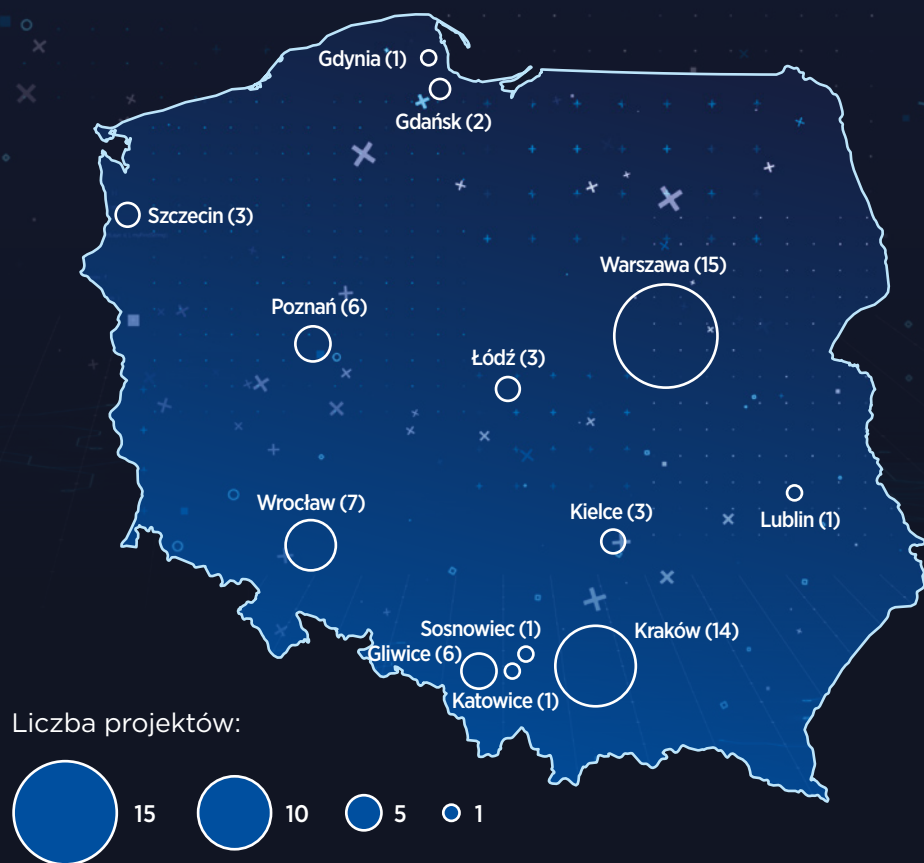 Gdynia (1)
Gdańsk (2)
Szczecin (3)
Warszawa (15)
Poznań (6)
Łódź (3)
Wrocław (7)
Kielce (3)
Lublin (1)
Sosnowiec (1)
Kraków (14)
Gliwice (6)
Katowice (1)
Liczba projektów:
15
10
5
1